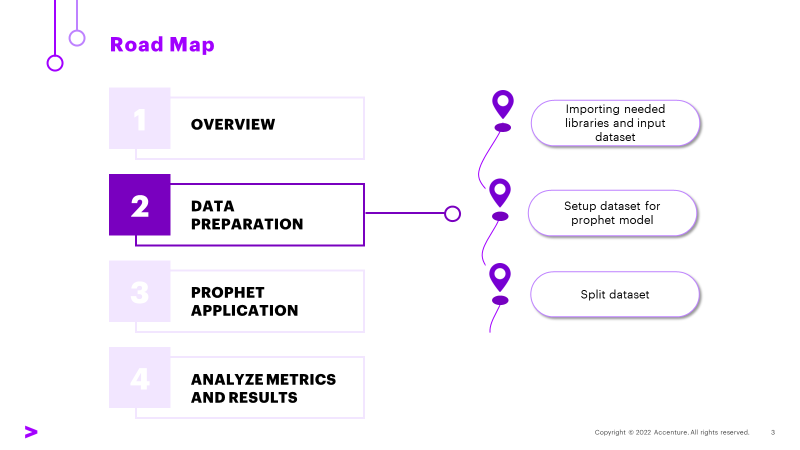 Road Map
1
OVERVIEW
2
DATA
PREPARATION
3
PROPHET
APPLICATION
4
ANALYZE METRICS
AND RESULTS
Importing needed
libraries and input
dataset
Setup dataset for
prophet model
Split dataset
>
Copyright © 2022 Accenture. All rights reserved.
3